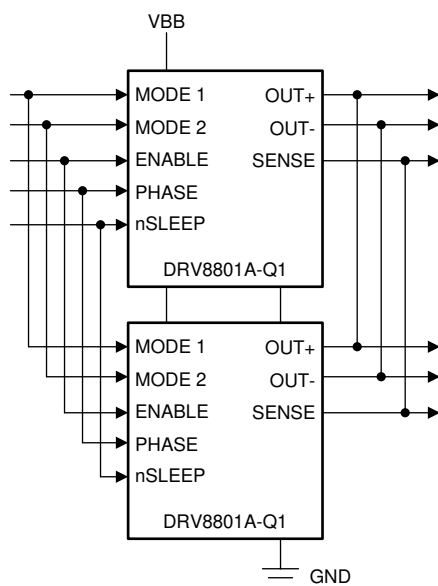 VBB
MODE 1 OUT+
MODE 2 OUT-
ENABLE SENSE
PHASE
nSLEEP
DRV8801A-Q1
MODE 1 OUT+
MODE 2 OUT-
ENABLE SENSE
PHASE
nSLEEP
DRV8801A-Q1
GND